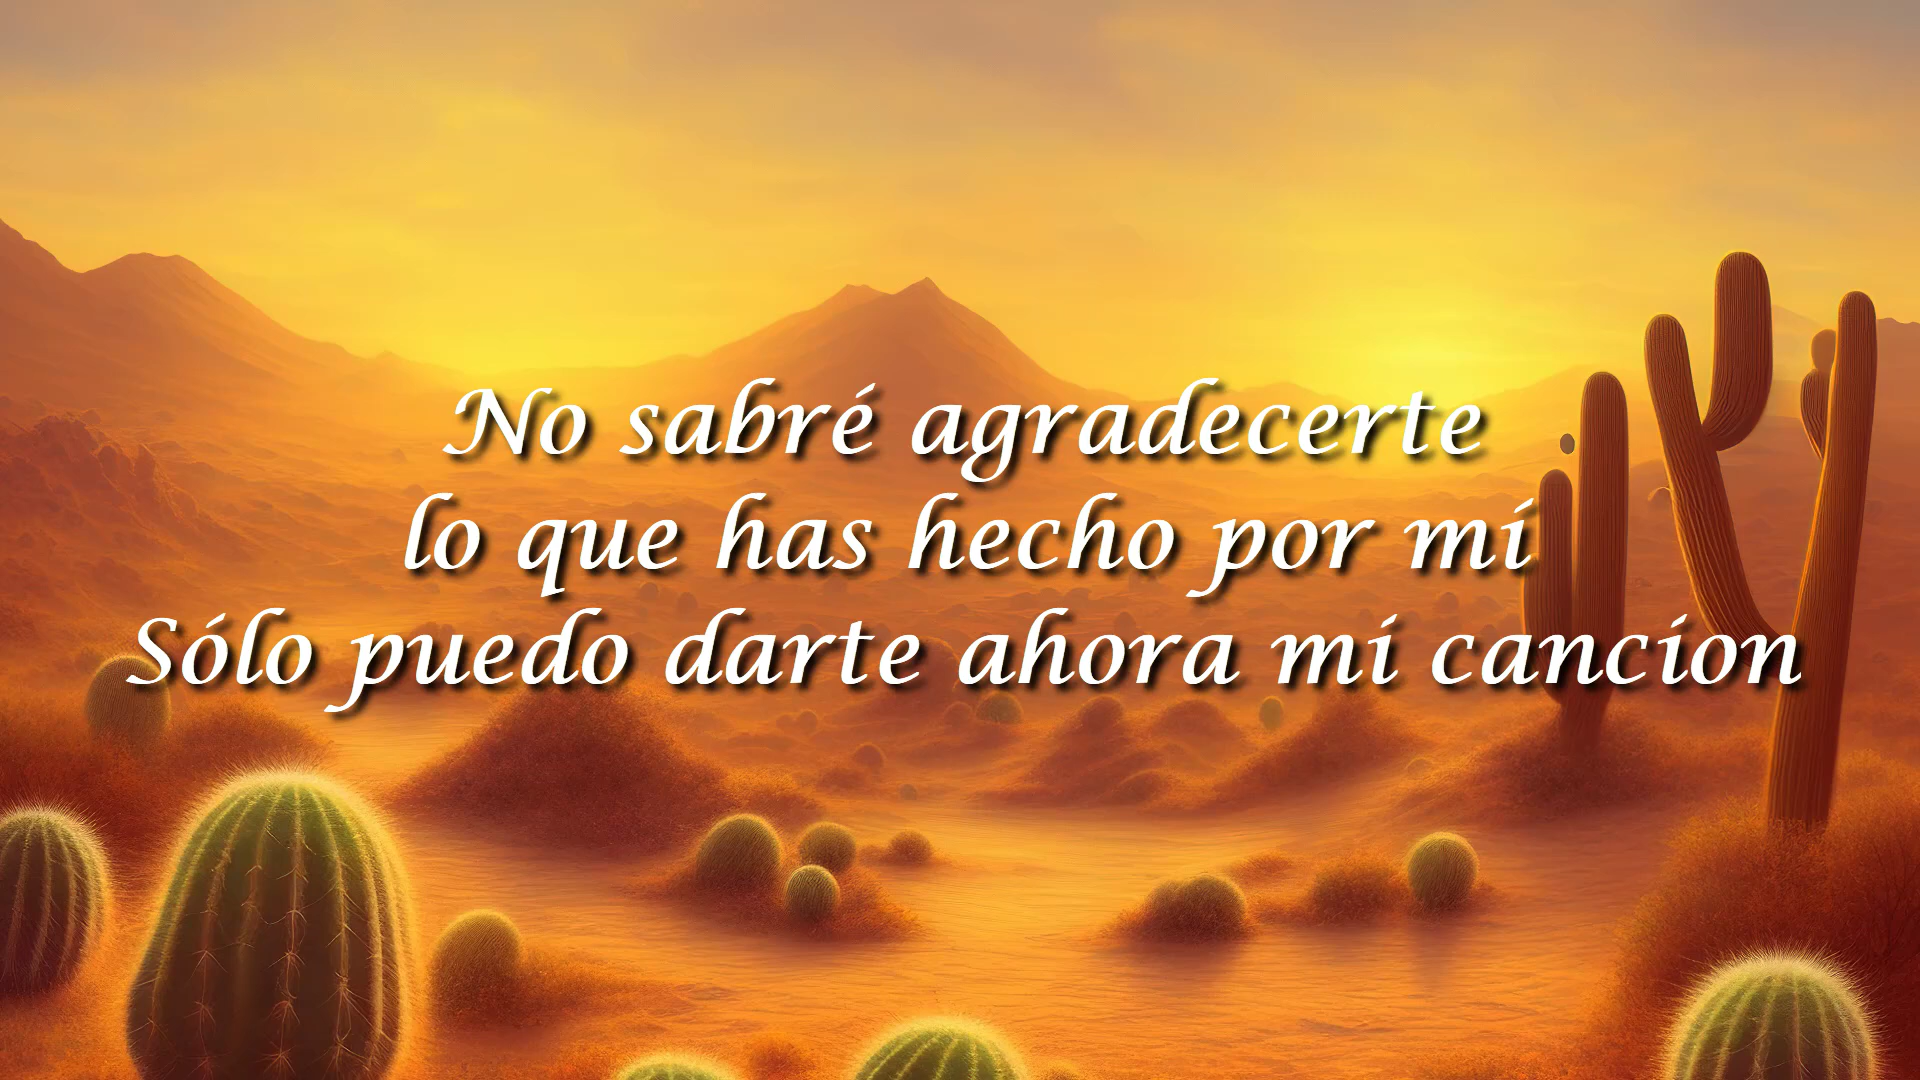 No sabré agradecerte
lo que has hecho por mí
Sólo puedo darte ahora mi cancion